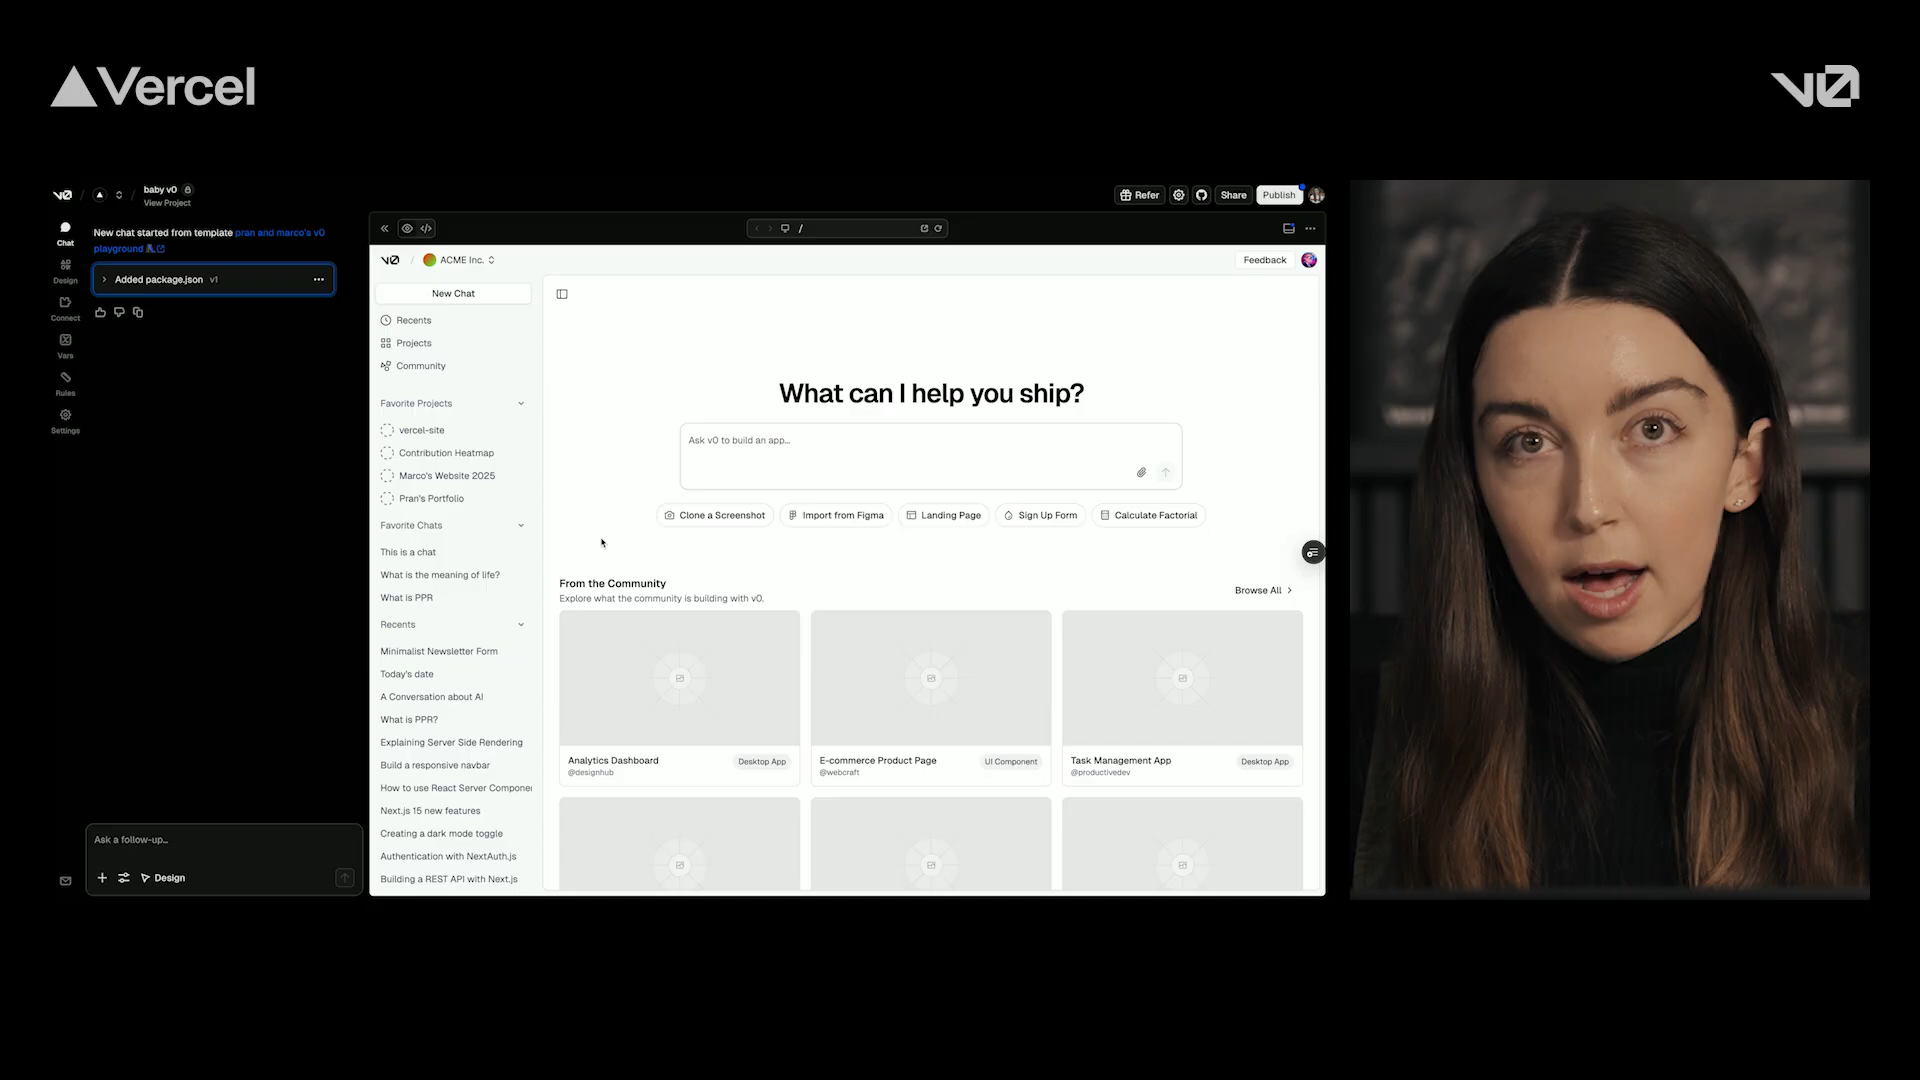 Vercel
v0
v0
baby v0
View Project
Refer
Share
Publish
Chat
Design
Connect
Vars
Rules
Settings
New chat started from template pran and marco's v0
playground
Added package.json v1
Ask a follow-up...
Design
/
v0 / ACME Inc.
Feedback
New Chat
Recents
Projects
Community
Favorite Projects
vercel-site
Contribution Heatmap
Marco's Website 2025
Pran's Portfolio
Favorite Chats
This is a chat
What is the meaning of life?
What is PPR
Recents
Minimalist Newsletter Form
Today's date
A Conversation about AI
What is PPR?
Explaining Server Side Rendering
Build a responsive navbar
How to use React Server Componen
Next.js 15 new features
Creating a dark mode toggle
Authentication with NextAuth.js
Building a REST API with Next.js
What can I help you ship?
Ask v0 to build an app...
Clone a Screenshot
Import from Figma
Landing Page
Sign Up Form
Calculate Factorial
From the Community
Explore what the community is building with v0.
Browse All
Analytics Dashboard
@designhub
Desktop App
E-commerce Product Page
@webcraft
UI Component
Task Management App
@productivedev
Desktop App